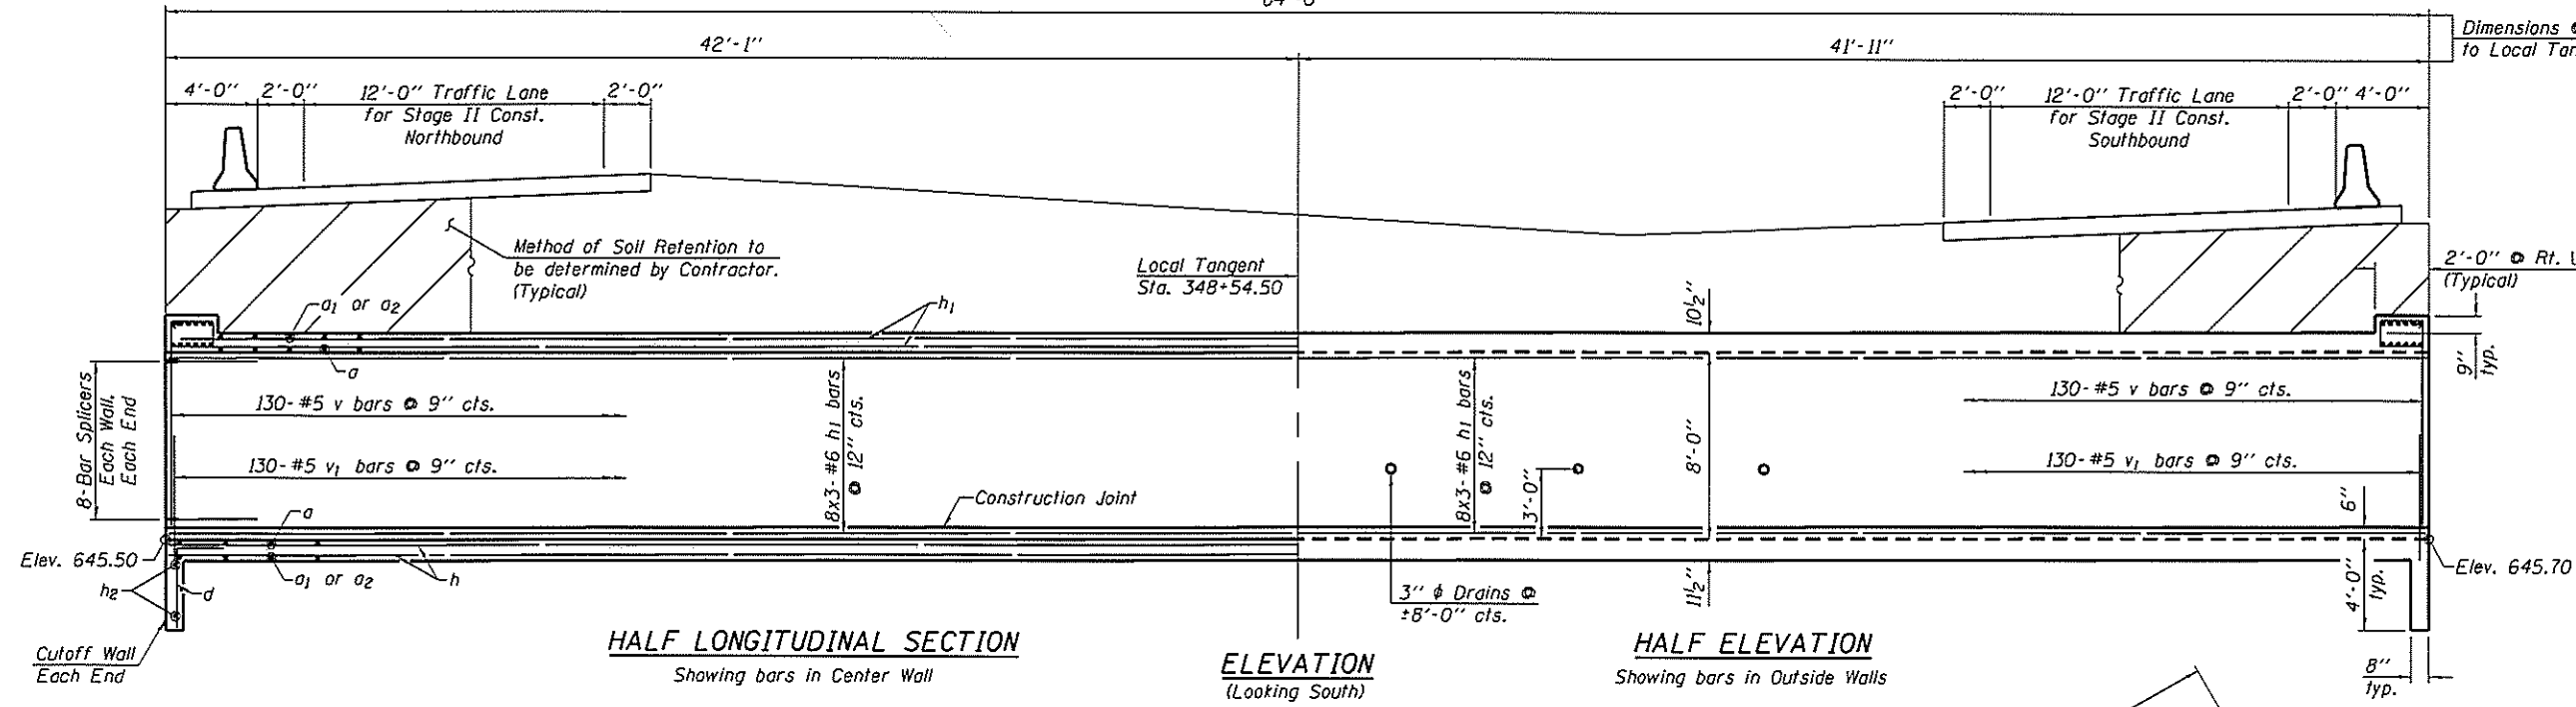 42'-1"
41'-11"
Dimensions @
to Local Tan
4'-0"
2'-0"
12'-0" Traffic Lane
for Stage II Const.
Northbound
2'-0"
2'-0"
12'-0" Traffic Lane
for Stage II Const.
Southbound
2'-0"
4'-0"
Method of Soil Retention to
be determined by Contractor.
(Typical)
Local Tangent
Sta. 348+54.50
2'-0" @ Rt.
(Typical)
a1 or a2
h1
10½"
a
9"
typ.
8-Bar Splicers
Each Wall,
Each End
130-#5 v bars @ 9" cts.
130-#5 v1 bars @ 9" cts.
8x3-#6 h1 bars
@ 12" cts.
8x3-#6 h1 bars
@ 12" cts.
8'-0"
3'-0"
130-#5 v bars @ 9" cts.
130-#5 v1 bars @ 9" cts.
6"
Construction Joint
a
Elev. 645.50
a1 or a2
h
h2
d
3" ϕ Drains @
±8'-0" cts.
11½"
4'-0"
typ.
Elev. 645.70
Cutoff Wall
Each End
HALF LONGITUDINAL SECTION
Showing bars in Center Wall
ELEVATION
(Looking South)
HALF ELEVATION
Showing bars in Outside Walls
8"
typ.